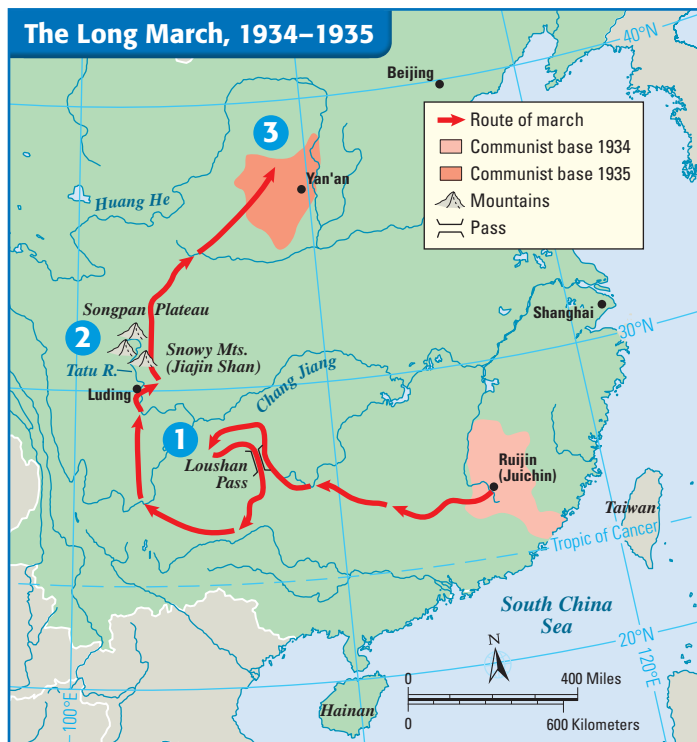 The Long March, 1934–1935
40°N
Beijing
Route of march
Communist base 1934
Communist base 1935
Mountains
Pass
3
Yan'an
Huang He
Songpan Plateau
2
Snowy Mts.
(Jiajin Shan)
Tatu R.
Luding
Shanghai
30°N
Chang Jiang
1
Loushan
Pass
Ruijin
(Juichin)
Taiwan
Tropic of Cancer
South China
Sea
N
20°N
120°E
100°E
Hainan
0
400 Miles
0
600 Kilometers